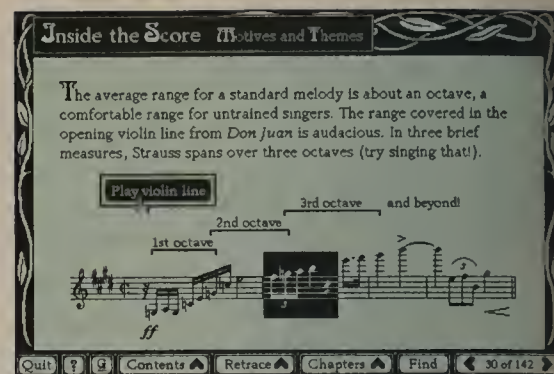 Inside the Score Motives and Themes
The average range for a standard melody is about an octave, a
comfortable range for untrained singers. The range covered in the
opening violin line from Don Juan is audacious. In three brief
measures, Strauss spans over three octaves (try singing that!).
Play violin line
3rd octave and beyond!
2nd octave
1st octave
3
3
ff
Quit ? G Contents Retrace Chapters Find 30 of 142